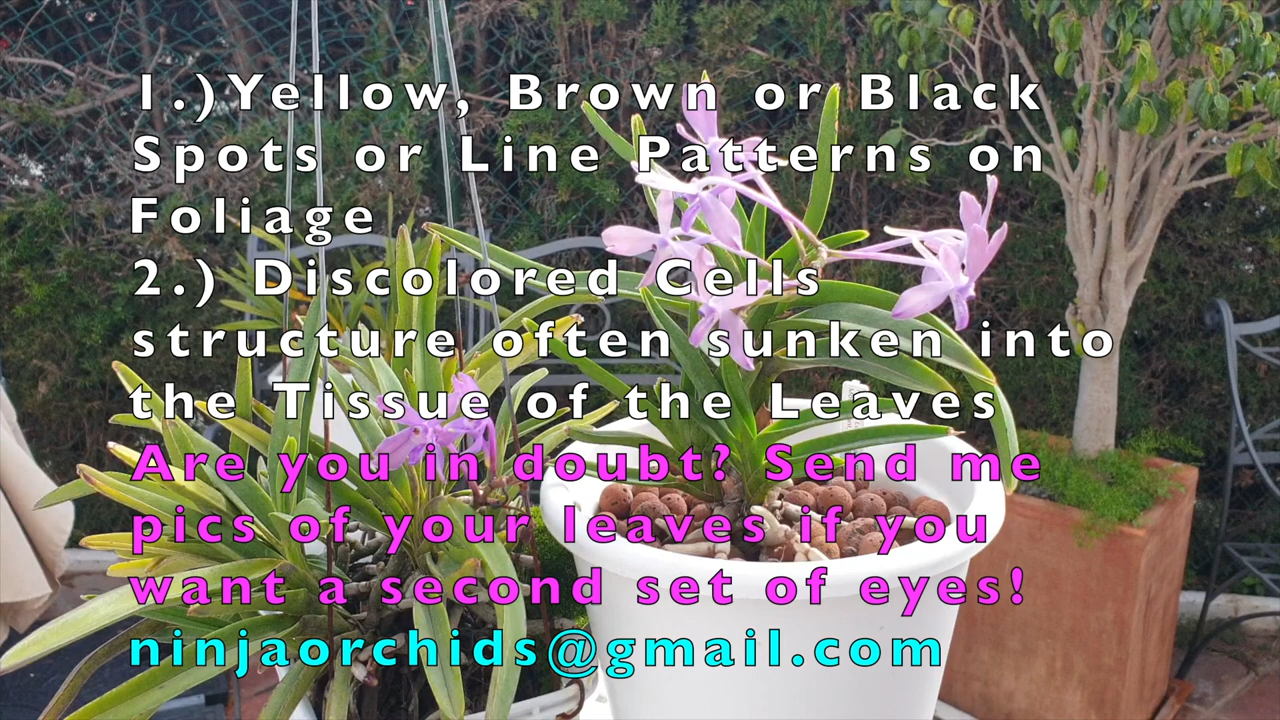 1.)Yellow, Brown or Black
Spots or Line Patterns on
Foliage
2.) Discolored Cells
structure often sunken into
the Tissue of the Leaves
Are you in doubt? Send me
pics of your leaves if you
want a second set of eyes!
ninjaorchids@gmail.com